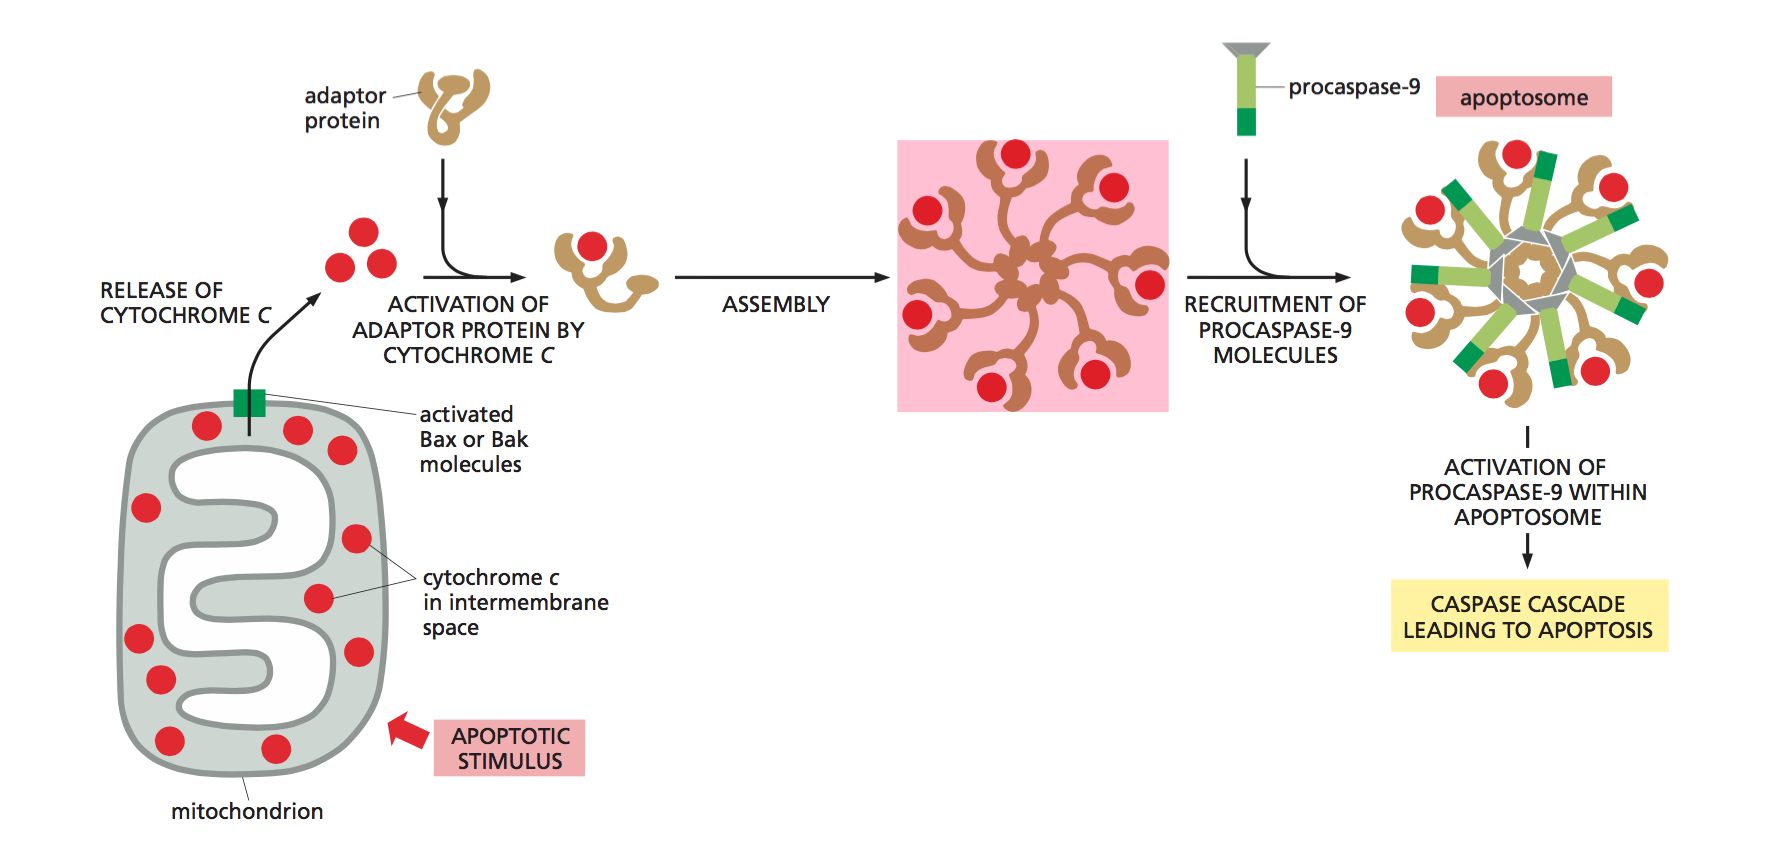 adaptor
protein
procaspase-9
apoptosome
RELEASE OF
CYTOCHROME C
ACTIVATION OF
ADAPTOR PROTEIN BY
CYTOCHROME C
ASSEMBLY
RECRUITMENT OF
PROCASPASE-9
MOLECULES
activated
Bax or Bak
molecules
ACTIVATION OF
PROCASPASE-9 WITHIN
APOPTOSOME
cytochrome c
in intermembrane
space
CASPASE CASCADE
LEADING TO APOPTOSIS
APOPTOTIC
STIMULUS
mitochondrion